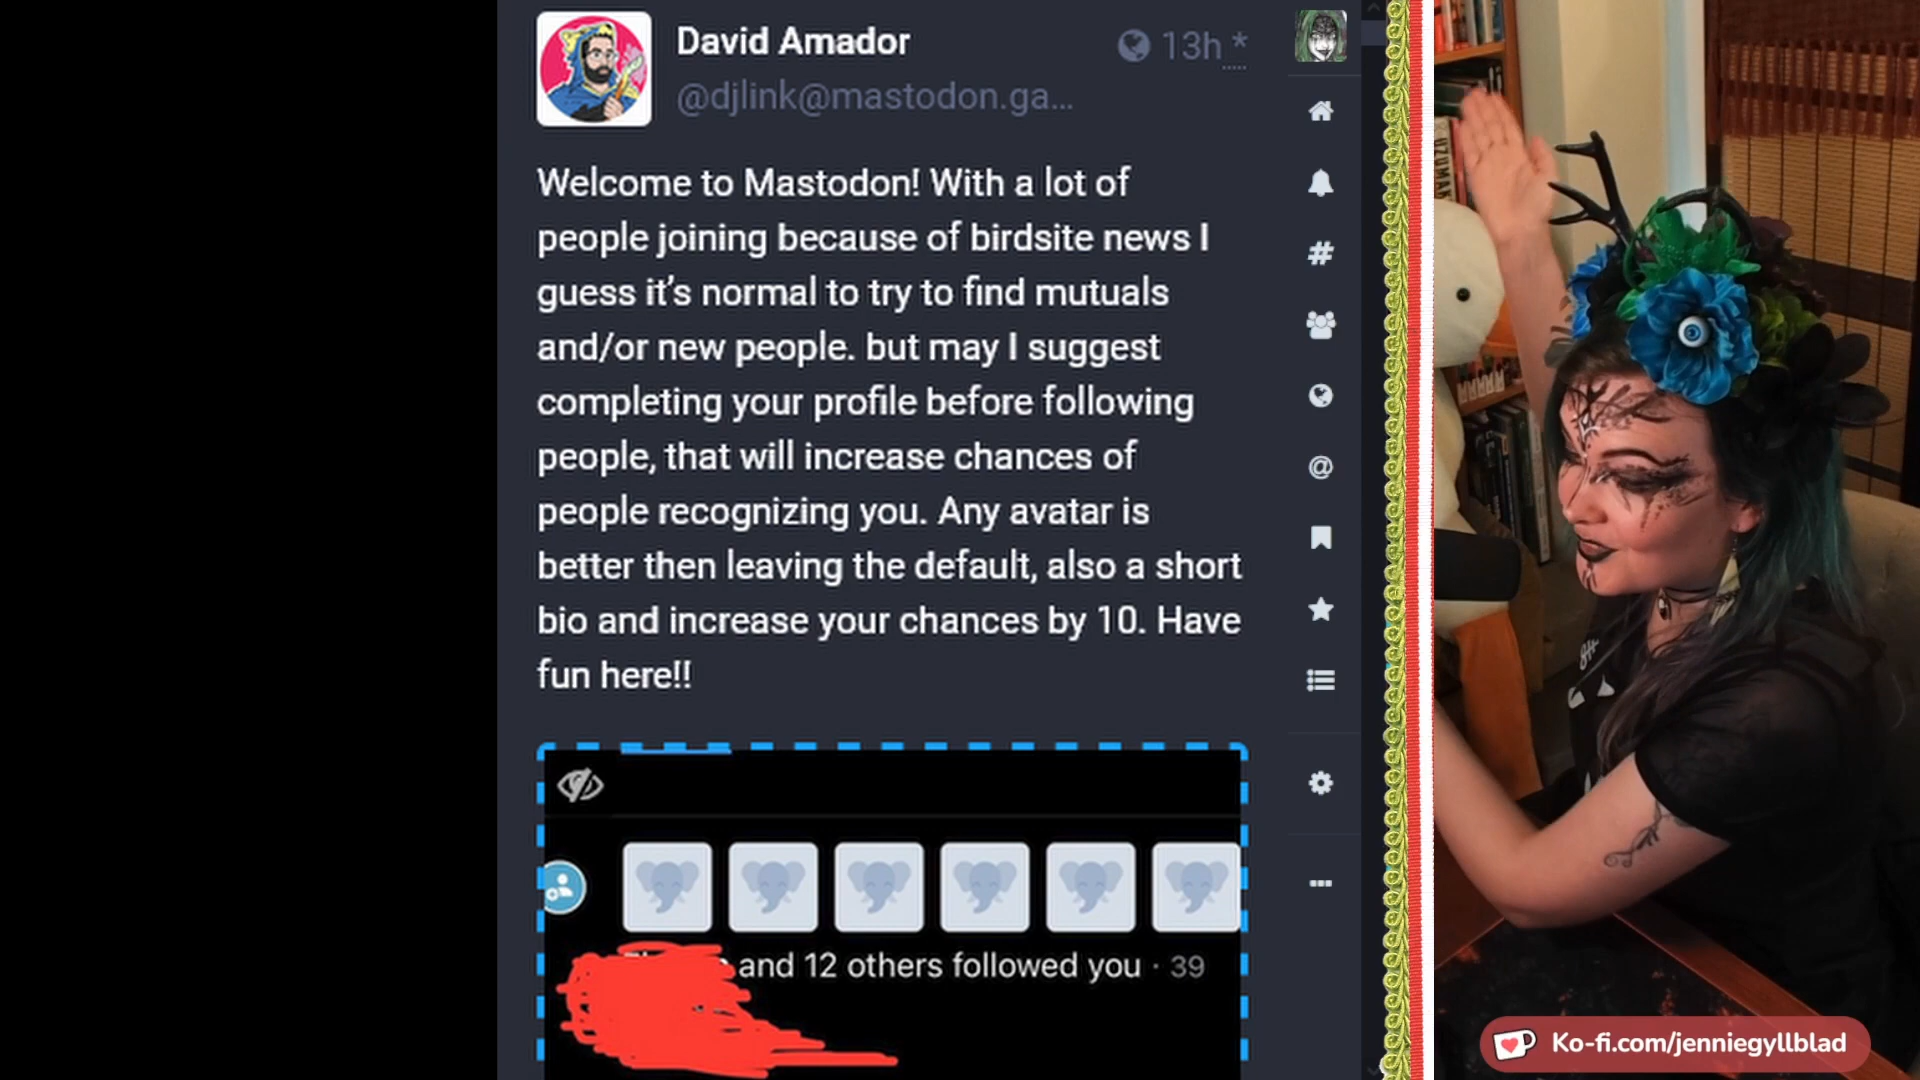 David Amador
13h *
@djlink@mastodon.ga...
Welcome to Mastodon! With a lot of
people joining because of birdsite news I
guess it's normal to try to find mutuals
and/or new people. but may I suggest
completing your profile before following
people, that will increase chances of
people recognizing you. Any avatar is
better then leaving the default, also a short
bio and increase your chances by 10. Have
fun here!!
and 12 others followed you · 39
Ko-fi.com/jenniegyllblad